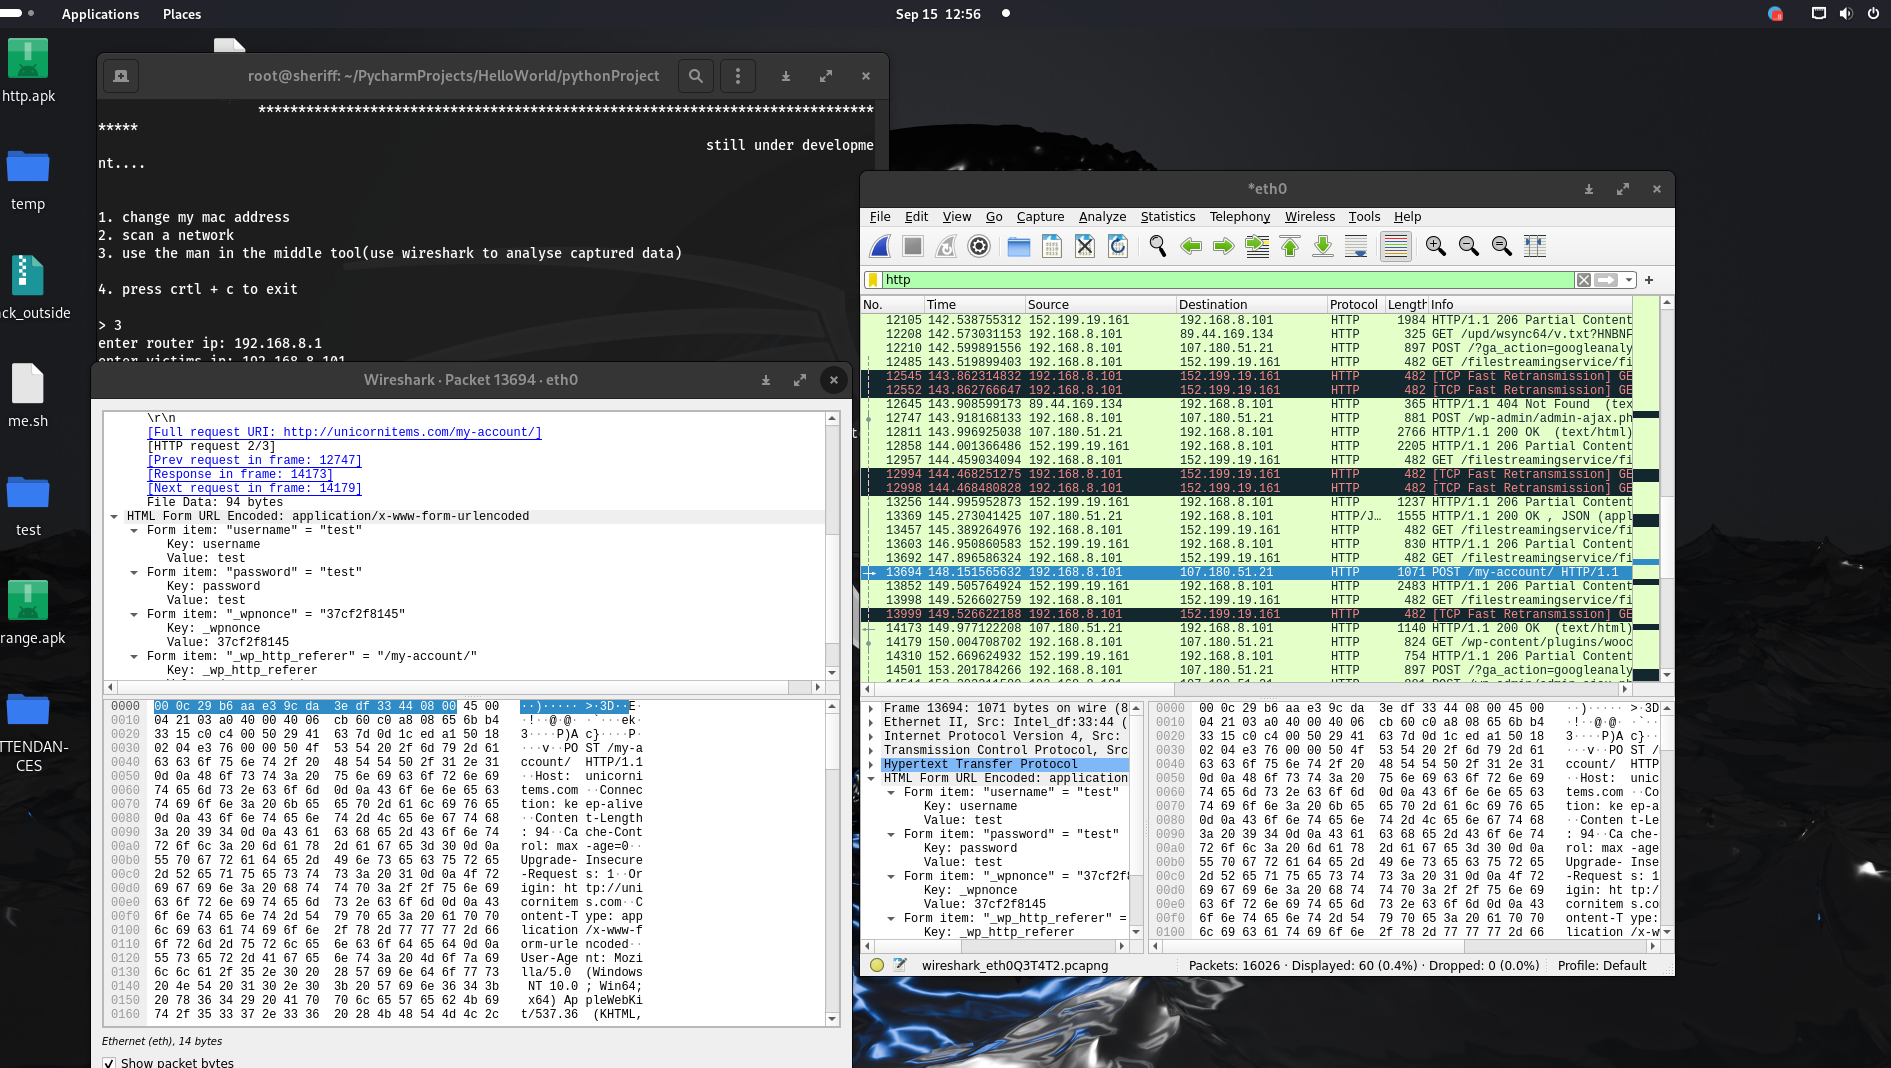 Applications Places
Sep 15 12:56
http.apk
temp
ck_outside
me.sh
test
range.apk
TTENDAN-
CES
root@sheriff: ~/PycharmProjects/HelloWorld/pythonProject
*****************************************************************************
*****
still under developme
nt....
1. change my mac address
2. scan a network
3. use the man in the middle tool(use wireshark to analyse captured data)
4. press crtl + c to exit
> 3
enter router ip: 192.168.8.1
enter victims ip: 192.168.8.101
Wireshark · Packet 13694 · eth0
\r\n
[Full request URI: http://unicornitems.com/my-account/]
[HTTP request 2/3]
[Prev request in frame: 12747]
[Response in frame: 14173]
[Next request in frame: 14179]
File Data: 94 bytes
HTML Form URL Encoded: application/x-www-form-urlencoded
Form item: "username" = "test"
Key: username
Value: test
Form item: "password" = "test"
Key: password
Value: test
Form item: "_wpnonce" = "37cf2f8145"
Key: _wpnonce
Value: 37cf2f8145
Form item: "_wp_http_referer" = "/my-account/"
Key: _wp_http_referer
0000 00 0c 29 b6 aa e3 9c da 3e df 33 44 08 00 45 00 ··)····· >·3D··E·
0010 04 21 03 a0 40 00 40 06 cb 60 c0 a8 08 65 6b b4 ·!··@·@· ·`···ek·
0020 33 15 c0 c4 00 50 29 41 63 7d 0d 1c ed a1 50 18 3····P)A c}····P·
0030 02 04 e3 76 00 00 50 4f 53 54 20 2f 6d 79 2d 61 ···v··PO ST /my-a
0040 63 63 6f 75 6e 74 2f 20 48 54 54 50 2f 31 2e 31 ccount/ HTTP/1.1
0050 0d 0a 48 6f 73 74 3a 20 75 6e 69 63 6f 72 6e 69 ··Host: unicorni
0060 74 65 6d 73 2e 63 6f 6d 0d 0a 43 6f 6e 6e 65 63 tems.com ··Connec
0070 74 69 6f 6e 3a 20 6b 65 65 70 2d 61 6c 69 76 65 tion: ke ep-alive
0080 0d 0a 43 6f 6e 74 65 6e 74 2d 4c 65 6e 67 74 68 ··Conten t-Length
0090 3a 20 39 34 0d 0a 43 61 63 68 65 2d 43 6f 6e 74 : 94··Ca che-Cont
00a0 72 6f 6c 3a 20 6d 61 78 2d 61 67 65 3d 30 0d 0a rol: max -age=0··
00b0 55 70 67 72 61 64 65 2d 49 6e 73 65 63 75 72 65 Upgrade- Insecure
00c0 2d 52 65 71 75 65 73 74 73 3a 20 31 0d 0a 4f 72 -Request s: 1··Or
00d0 69 67 69 6e 3a 20 68 74 74 70 3a 2f 2f 75 6e 69 igin: ht tp://uni
00e0 63 6f 72 6e 69 74 65 6d 73 2e 63 6f 6d 0d 0a 43 cornitem s.com··C
00f0 6f 6e 74 65 6e 74 2d 54 79 70 65 3a 20 61 70 70 ontent-T ype: app
0100 6c 69 63 61 74 69 6f 6e 2f 78 2d 77 77 77 2d 66 lication /x-www-f
0110 6f 72 6d 2d 75 72 6c 65 6e 63 6f 64 65 64 0d 0a orm-urle ncoded··
0120 55 73 65 72 2d 41 67 65 6e 74 3a 20 4d 6f 7a 69 User-Age nt: Mozi
0130 6c 6c 61 2f 35 2e 30 20 28 57 69 6e 64 6f 77 73 lla/5.0 (Windows
0140 20 4e 54 20 31 30 2e 30 3b 20 57 69 6e 36 34 3b NT 10.0 ; Win64;
0150 20 78 36 34 29 20 41 70 70 6c 65 57 65 62 4b 69 x64) Ap pleWebKi
0160 74 2f 35 33 37 2e 33 36 20 28 4b 48 54 4d 4c 2c t/537.36 (KHTML,
Ethernet (eth), 14 bytes
Show packet bytes
*eth0
File Edit View Go Capture Analyze Statistics Telephony Wireless Tools Help
http
No. Time Source Destination Protocol Length Info
12105 142.538755312 152.199.19.161 192.168.8.101 HTTP 1984 HTTP/1.1 206 Partial Content
12208 142.573031153 192.168.8.101 89.44.169.134 HTTP 325 GET /upd/wsync64/v.txt?HNBNF
12210 142.599891556 192.168.8.101 107.180.51.21 HTTP 897 POST /?ga_action=googleanaly
12485 143.519899403 192.168.8.101 152.199.19.161 HTTP 482 GET /filestreamingservice/fi
12545 143.862314832 192.168.8.101 152.199.19.161 HTTP 482 [TCP Fast Retransmission] GE
12552 143.862766647 192.168.8.101 152.199.19.161 HTTP 482 [TCP Fast Retransmission] GE
12645 143.908599173 89.44.169.134 192.168.8.101 HTTP 365 HTTP/1.1 404 Not Found (tex
12747 143.918168133 192.168.8.101 107.180.51.21 HTTP 881 POST /wp-admin/admin-ajax.ph
12811 143.996925038 107.180.51.21 192.168.8.101 HTTP 2766 HTTP/1.1 200 OK (text/html)
12858 144.001366486 152.199.19.161 192.168.8.101 HTTP 2205 HTTP/1.1 206 Partial Content
12957 144.459034094 192.168.8.101 152.199.19.161 HTTP 482 GET /filestreamingservice/fi
12994 144.468251275 192.168.8.101 152.199.19.161 HTTP 482 [TCP Fast Retransmission] GE
12998 144.468480828 192.168.8.101 152.199.19.161 HTTP 482 [TCP Fast Retransmission] GE
13256 144.995952873 152.199.19.161 192.168.8.101 HTTP 1237 HTTP/1.1 206 Partial Content
13369 145.273041425 107.180.51.21 192.168.8.101 HTTP/J… 1555 HTTP/1.1 200 OK , JSON (appl
13457 145.389264976 192.168.8.101 152.199.19.161 HTTP 482 GET /filestreamingservice/fi
13603 146.950860583 152.199.19.161 192.168.8.101 HTTP 830 HTTP/1.1 206 Partial Content
13692 147.896586324 192.168.8.101 152.199.19.161 HTTP 482 GET /filestreamingservice/fi
13694 148.151565632 192.168.8.101 107.180.51.21 HTTP 1071 POST /my-account/ HTTP/1.1
13852 149.505764924 152.199.19.161 192.168.8.101 HTTP 2483 HTTP/1.1 206 Partial Content
13998 149.526602759 192.168.8.101 152.199.19.161 HTTP 482 GET /filestreamingservice/fi
13999 149.526622188 192.168.8.101 152.199.19.161 HTTP 482 [TCP Fast Retransmission] GE
14173 149.977122208 107.180.51.21 192.168.8.101 HTTP 1140 HTTP/1.1 200 OK (text/html)
14179 150.004708702 192.168.8.101 107.180.51.21 HTTP 824 GET /wp-content/plugins/wooc
14310 152.669624932 152.199.19.161 192.168.8.101 HTTP 754 HTTP/1.1 206 Partial Content
14501 153.201784266 192.168.8.101 107.180.51.21 HTTP 897 POST /?ga_action=googleanaly
Frame 13694: 1071 bytes on wire (8
Ethernet II, Src: Intel_df:33:44 (
Internet Protocol Version 4, Src:
Transmission Control Protocol, Src
Hypertext Transfer Protocol
HTML Form URL Encoded: application
Form item: "username" = "test"
Key: username
Value: test
Form item: "password" = "test"
Key: password
Value: test
Form item: "_wpnonce" = "37cf2f8
Key: _wpnonce
Value: 37cf2f8145
Form item: "_wp_http_referer" =
Key: _wp_http_referer
0000 00 0c 29 b6 aa e3 9c da 3e df 33 44 08 00 45 00 ··)····· >·3D
0010 04 21 03 a0 40 00 40 06 cb 60 c0 a8 08 65 6b b4 ·!··@·@· ·`···e
0020 33 15 c0 c4 00 50 29 41 63 7d 0d 1c ed a1 50 18 3····P)A c}···
0030 02 04 e3 76 00 00 50 4f 53 54 20 2f 6d 79 2d 61 ···v··PO ST /
0040 63 63 6f 75 6e 74 2f 20 48 54 54 50 2f 31 2e 31 ccount/ HTTP
0050 0d 0a 48 6f 73 74 3a 20 75 6e 69 63 6f 72 6e 69 ··Host: unic
0060 74 65 6d 73 2e 63 6f 6d 0d 0a 43 6f 6e 6e 65 63 tems.com ··Co
0070 74 69 6f 6e 3a 20 6b 65 65 70 2d 61 6c 69 76 65 tion: ke ep-a
0080 0d 0a 43 6f 6e 74 65 6e 74 2d 4c 65 6e 67 74 68 ··Conten t-Le
0090 3a 20 39 34 0d 0a 43 61 63 68 65 2d 43 6f 6e 74 : 94··Ca che-
00a0 72 6f 6c 3a 20 6d 61 78 2d 61 67 65 3d 30 0d 0a rol: max -age
00b0 55 70 67 72 61 64 65 2d 49 6e 73 65 63 75 72 65 Upgrade- Inse
00c0 2d 52 65 71 75 65 73 74 73 3a 20 31 0d 0a 4f 72 -Request s: 1
00d0 69 67 69 6e 3a 20 68 74 74 70 3a 2f 2f 75 6e 69 igin: ht tp:/
00e0 63 6f 72 6e 69 74 65 6d 73 2e 63 6f 6d 0d 0a 43 cornitem s.co
00f0 6f 6e 74 65 6e 74 2d 54 79 70 65 3a 20 61 70 70 ontent-T ype:
0100 6c 69 63 61 74 69 6f 6e 2f 78 2d 77 77 77 2d 66 lication /x-w
wireshark_eth0Q3T4T2.pcapng
Packets: 16026 · Displayed: 60 (0.4%) · Dropped: 0 (0.0%)
Profile: Default